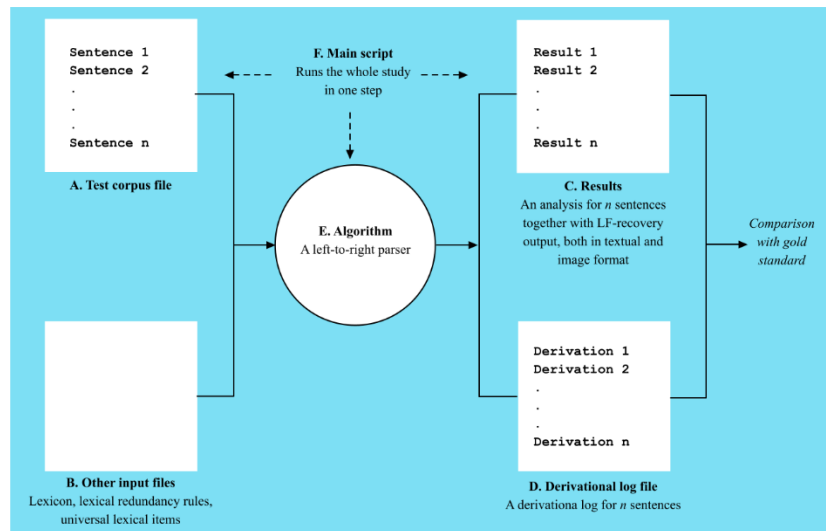 Sentence 1
Sentence 2
.
.
.
Sentence n
A. Test corpus file
F. Main script
Runs the whole study
in one step
Result 1
Result 2
.
.
.
Result n
C. Results
An analysis for n sentences
together with LF-recovery
output, both in textual and
image format
E. Algorithm
A left-to-right parser
Comparison
with gold
standard
B. Other input files
Lexicon, lexical redundancy rules,
universal lexical items
Derivation 1
Derivation 2
.
.
.
Derivation n
D. Derivational log file
A derivationa log for n sentences